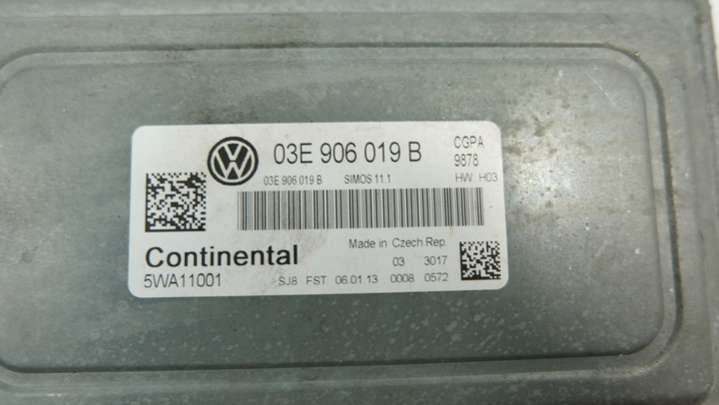 03E 906 019 B CGPA
9878
03E 906 019 B SIMOS 11.1 HW H03
Continental Made in Czech Rep.
03 3017
5WA11001 SJ8 FST 06.01.13 0008 0572